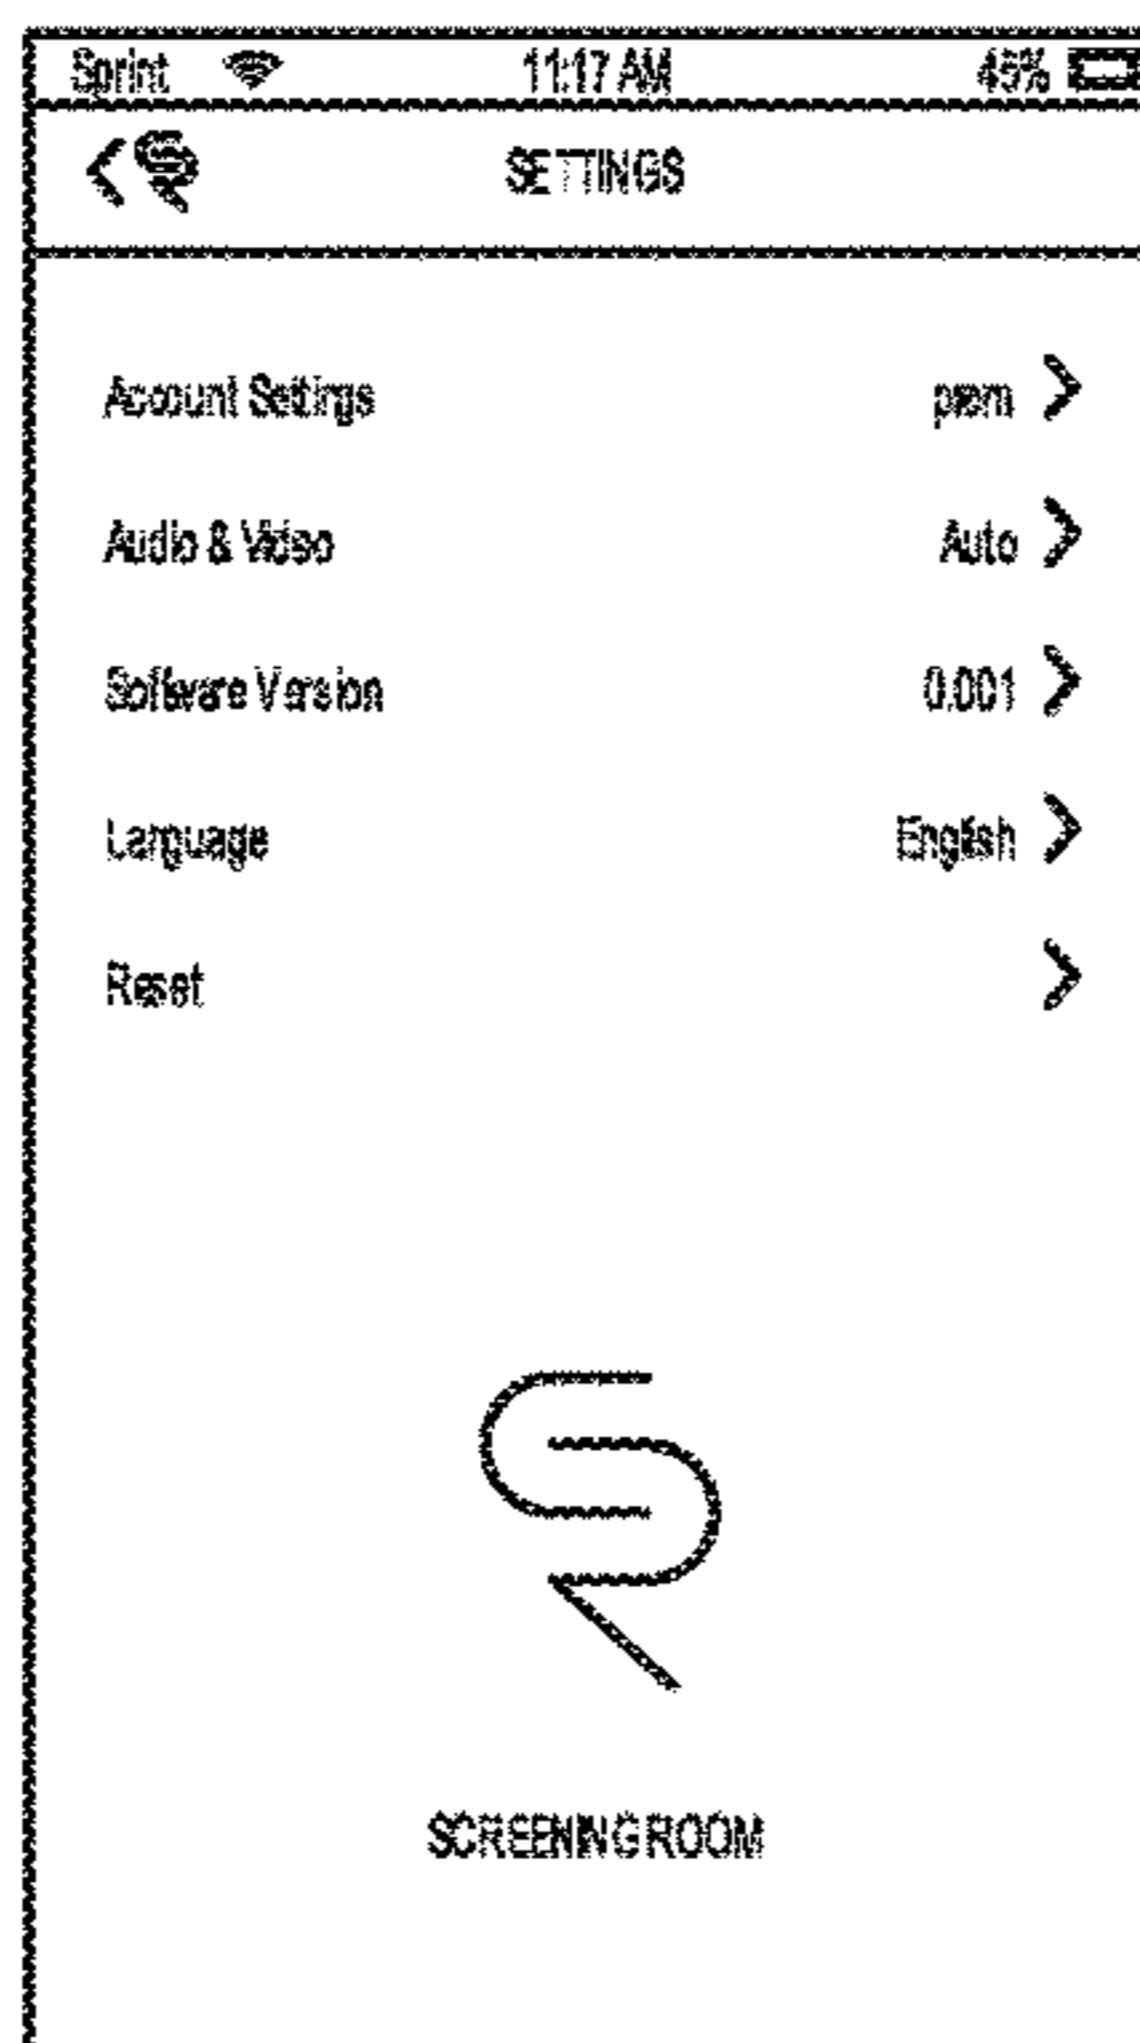 Sprint 11:17 AM 45%
SETTINGS
Account Settings prem
Audio & Video Auto
Software Version 0.001
Language English
Reset
SCREENING ROOM